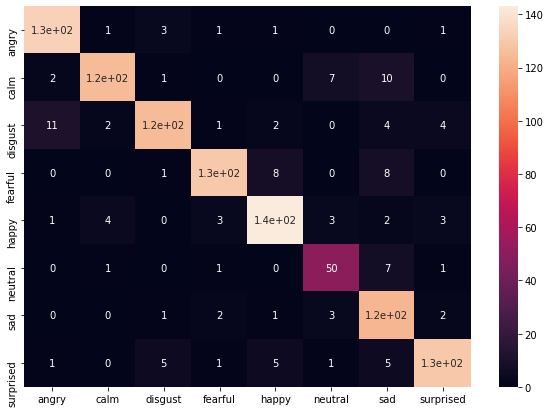 angry 1.3e+02 1 3 1 1 0 0 1
calm 2 1.2e+02 1 0 0 7 10 0
disgust 11 2 1.2e+02 1 2 0 4 4
fearful 0 0 1 1.3e+02 8 0 8 0
happy 1 4 0 3 1.4e+02 3 2 3
neutral 0 1 0 1 0 50 7 1
sad 0 0 1 2 1 3 1.2e+02 2
surprised 1 0 5 1 5 1 5 1.3e+02
angry calm disgust fearful happy neutral sad surprised
140
120
100
80
60
40
20
0